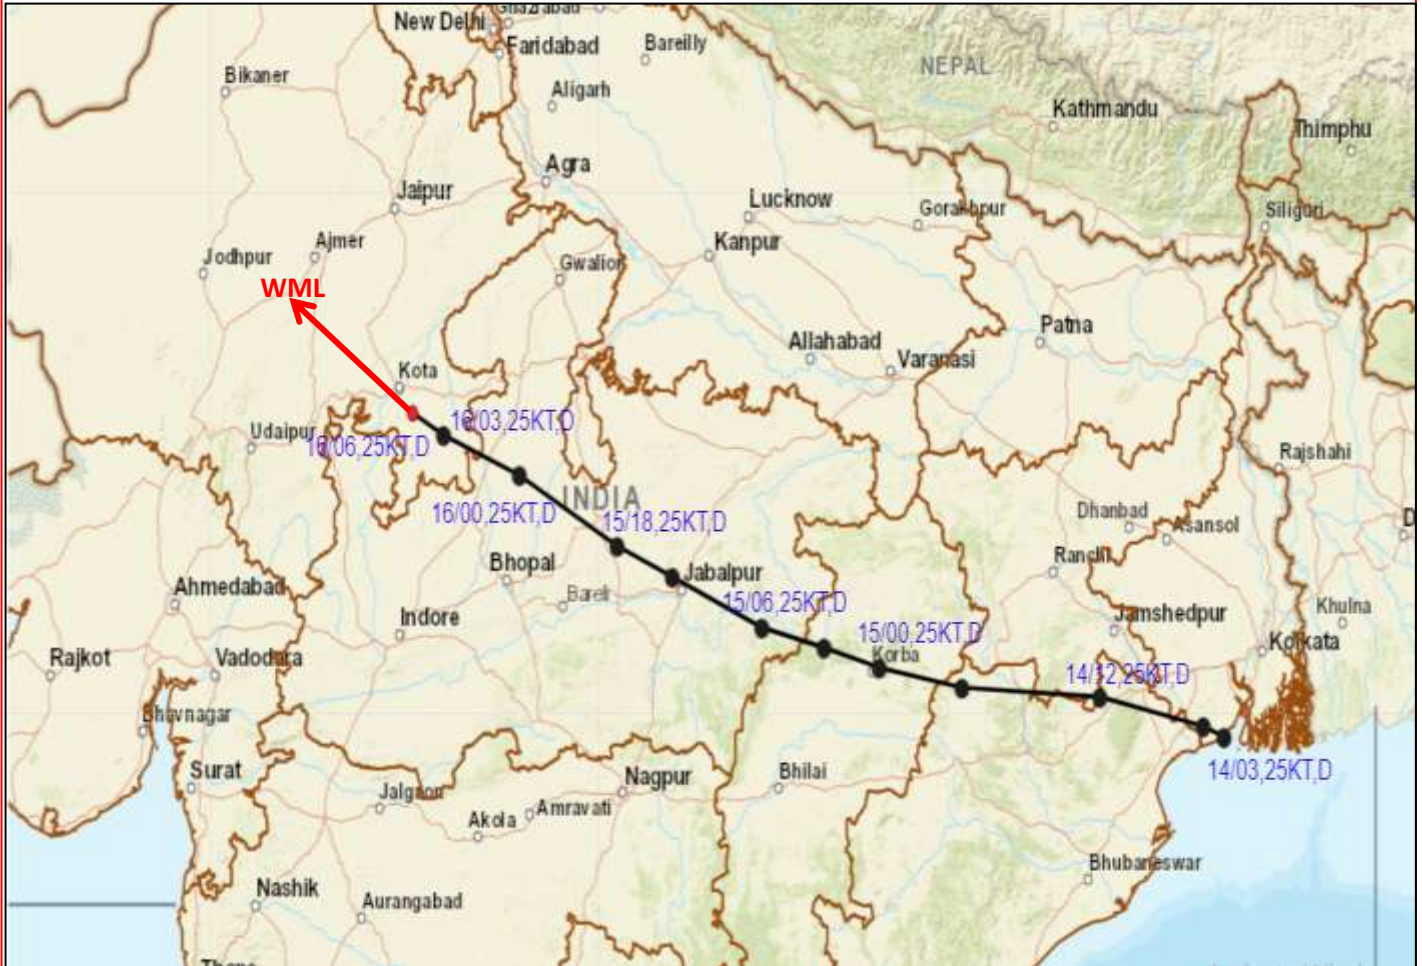 New Delhi
Ghaziabad
Faridabad
Bareilly
NEPAL
Bikaner
Aligarh
Kathmandu
Thimphu
Agra
Jaipur
Lucknow
Gorakhpur
Siliguri
Ajmer
Kanpur
Jodhpur
Gwalior
WML
Patna
Allahabad
Varanasi
Kota
16/03,25KT,D
Udaipur
16/06,25KT,D
Rajshahi
INDIA
16/00,25KT,D
15/18,25KT,D
Dhanbad
Asansol
D
Ranchi
Bhopal
Jabalpur
Ahmedabad
Bareli
15/06,25KT,D
Khulna
Indore
Jamshedpur
15/00,25KT,D
Kolkata
Rajkot
Vadodara
Korba
14/12,25KT,D
Bhavnagar
Surat
Nagpur
Bhilai
14/03,25KT,D
Jalgaon
Amravati
Akola
Bhubaneswar
Nashik
Aurangabad
Thane